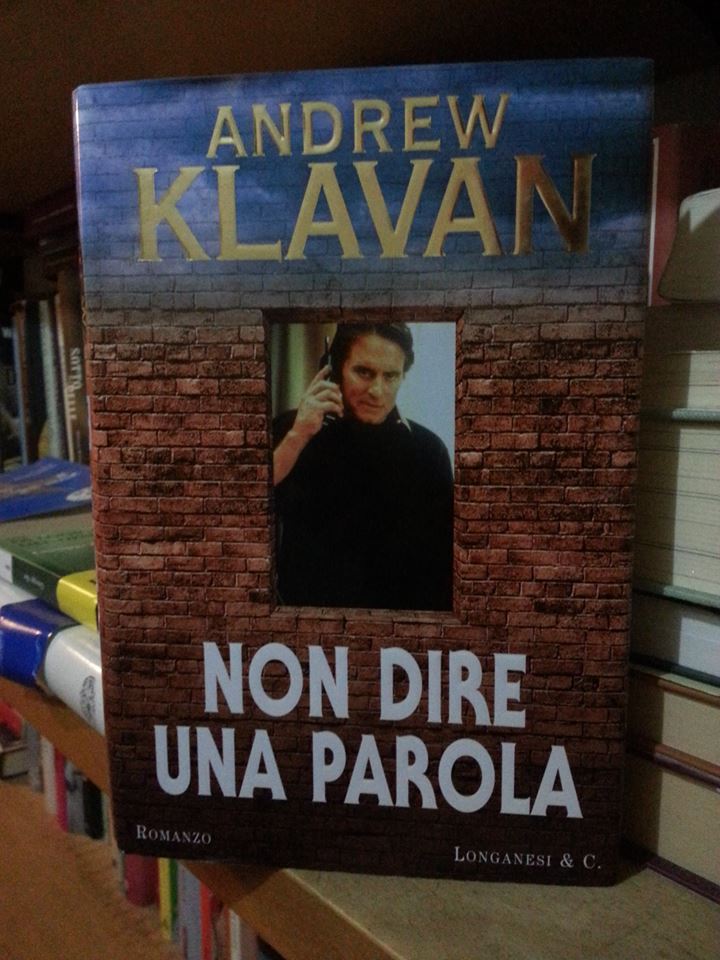 ANDREW
KLAVAN
NON DIRE
UNA PAROLA
ROMANZO
LONGANESI & C.